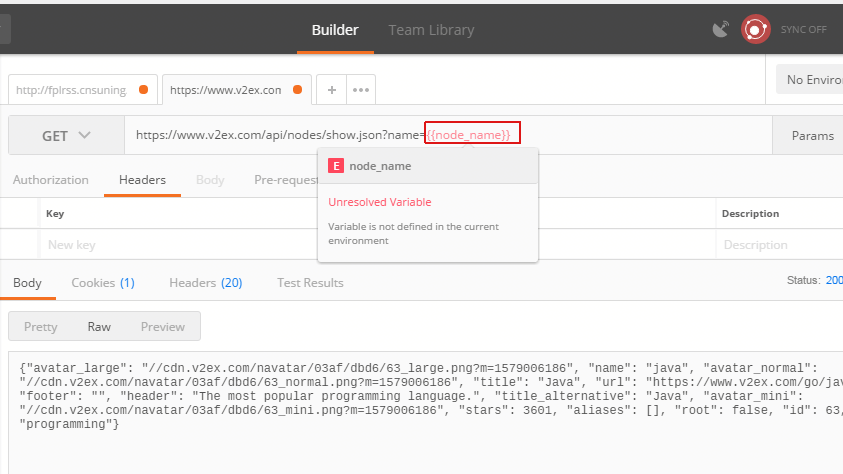 Builder Team Library SYNC OFF
http://fplrss.cnsuning https://www.v2ex.com + ••• No Enviro
GET https://www.v2ex.com/api/nodes/show.json?name={{node_name}} Params
E node_name
Authorization Headers Body Pre-request
Unresolved Variable
Key Description
Variable is not defined in the current
environment
New key Description
Body Cookies (1) Headers (20) Test Results Status: 200
Pretty Raw Preview
{"avatar_large": "//cdn.v2ex.com/navatar/03af/dbd6/63_large.png?m=1579006186", "name": "java", "avatar_normal":
"//cdn.v2ex.com/navatar/03af/dbd6/63_normal.png?m=1579006186", "title": "Java", "url": "https://www.v2ex.com/go/jav
"footer": "", "header": "The most popular programming language.", "title_alternative": "Java", "avatar_mini":
"//cdn.v2ex.com/navatar/03af/dbd6/63_mini.png?m=1579006186", "stars": 3601, "aliases": [], "root": false, "id": 63,
"programming"}